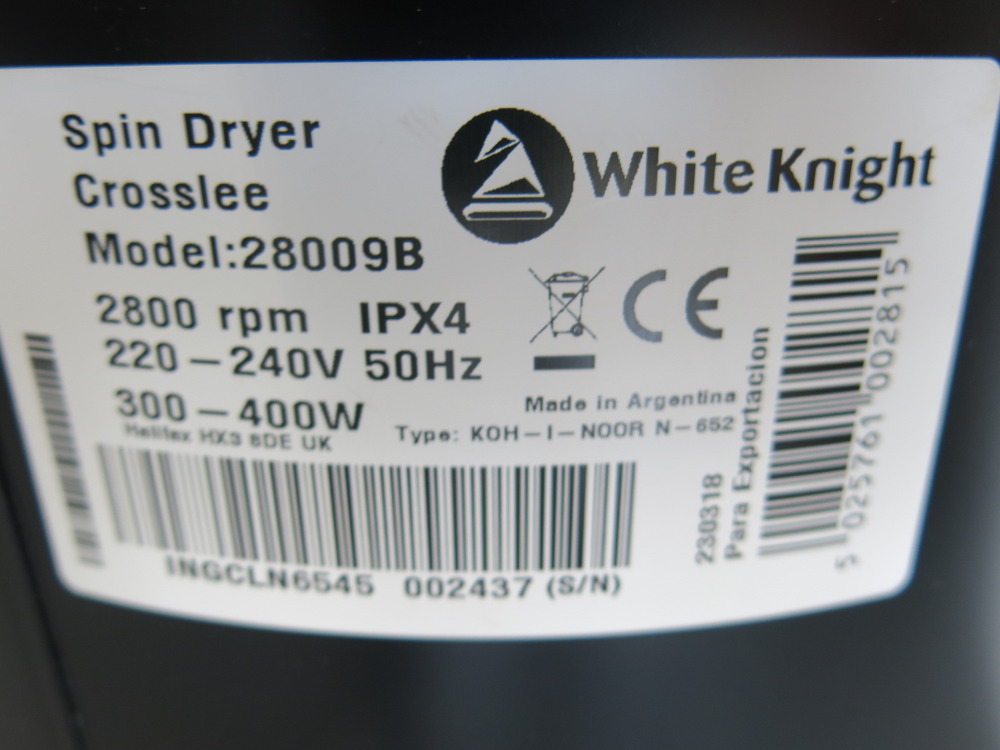 Spin Dryer
Crosslee
Model:28009B
2800 rpm IPX4
220-240V 50Hz
300-400W
Halifax HX3 6DE UK
White Knight
CE
Made in Argentina
Type: KOH-I-NOOR N-652
INGCLN6545 002437 (S/N)
230318
Para Exportacion
5 025761 002815